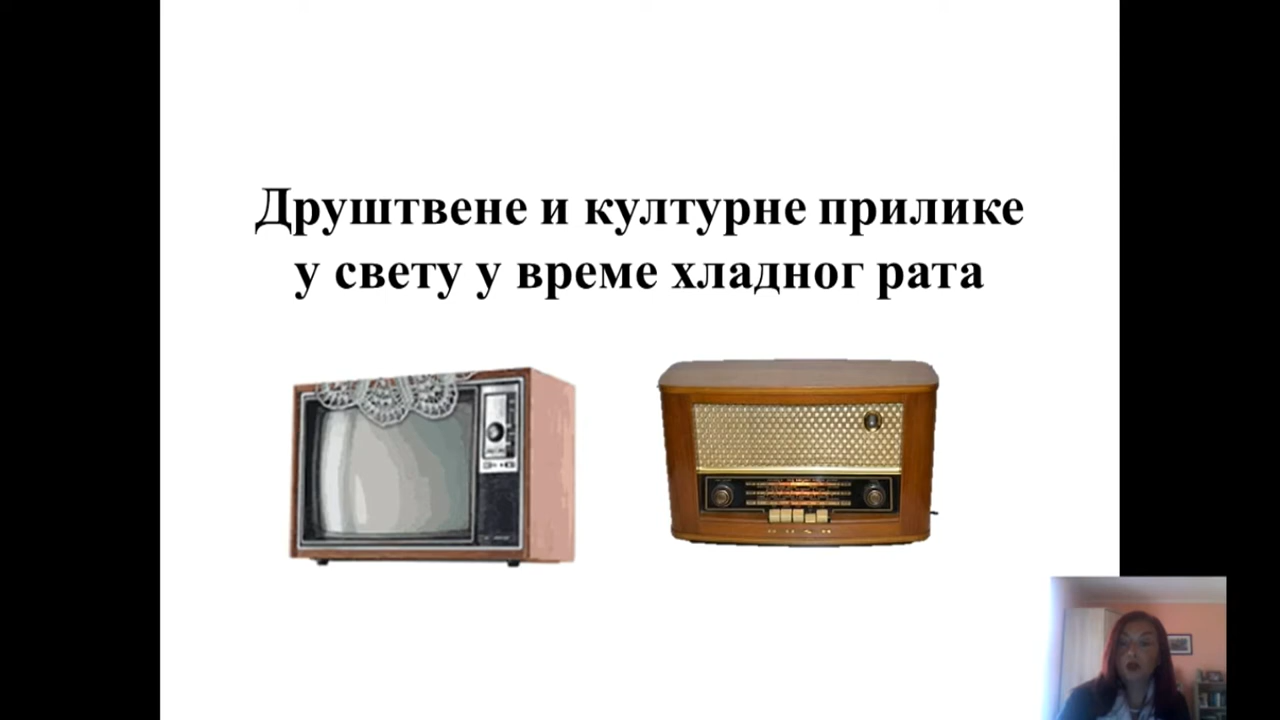 Друштвене и културне прилике
у свету у време хладног рата